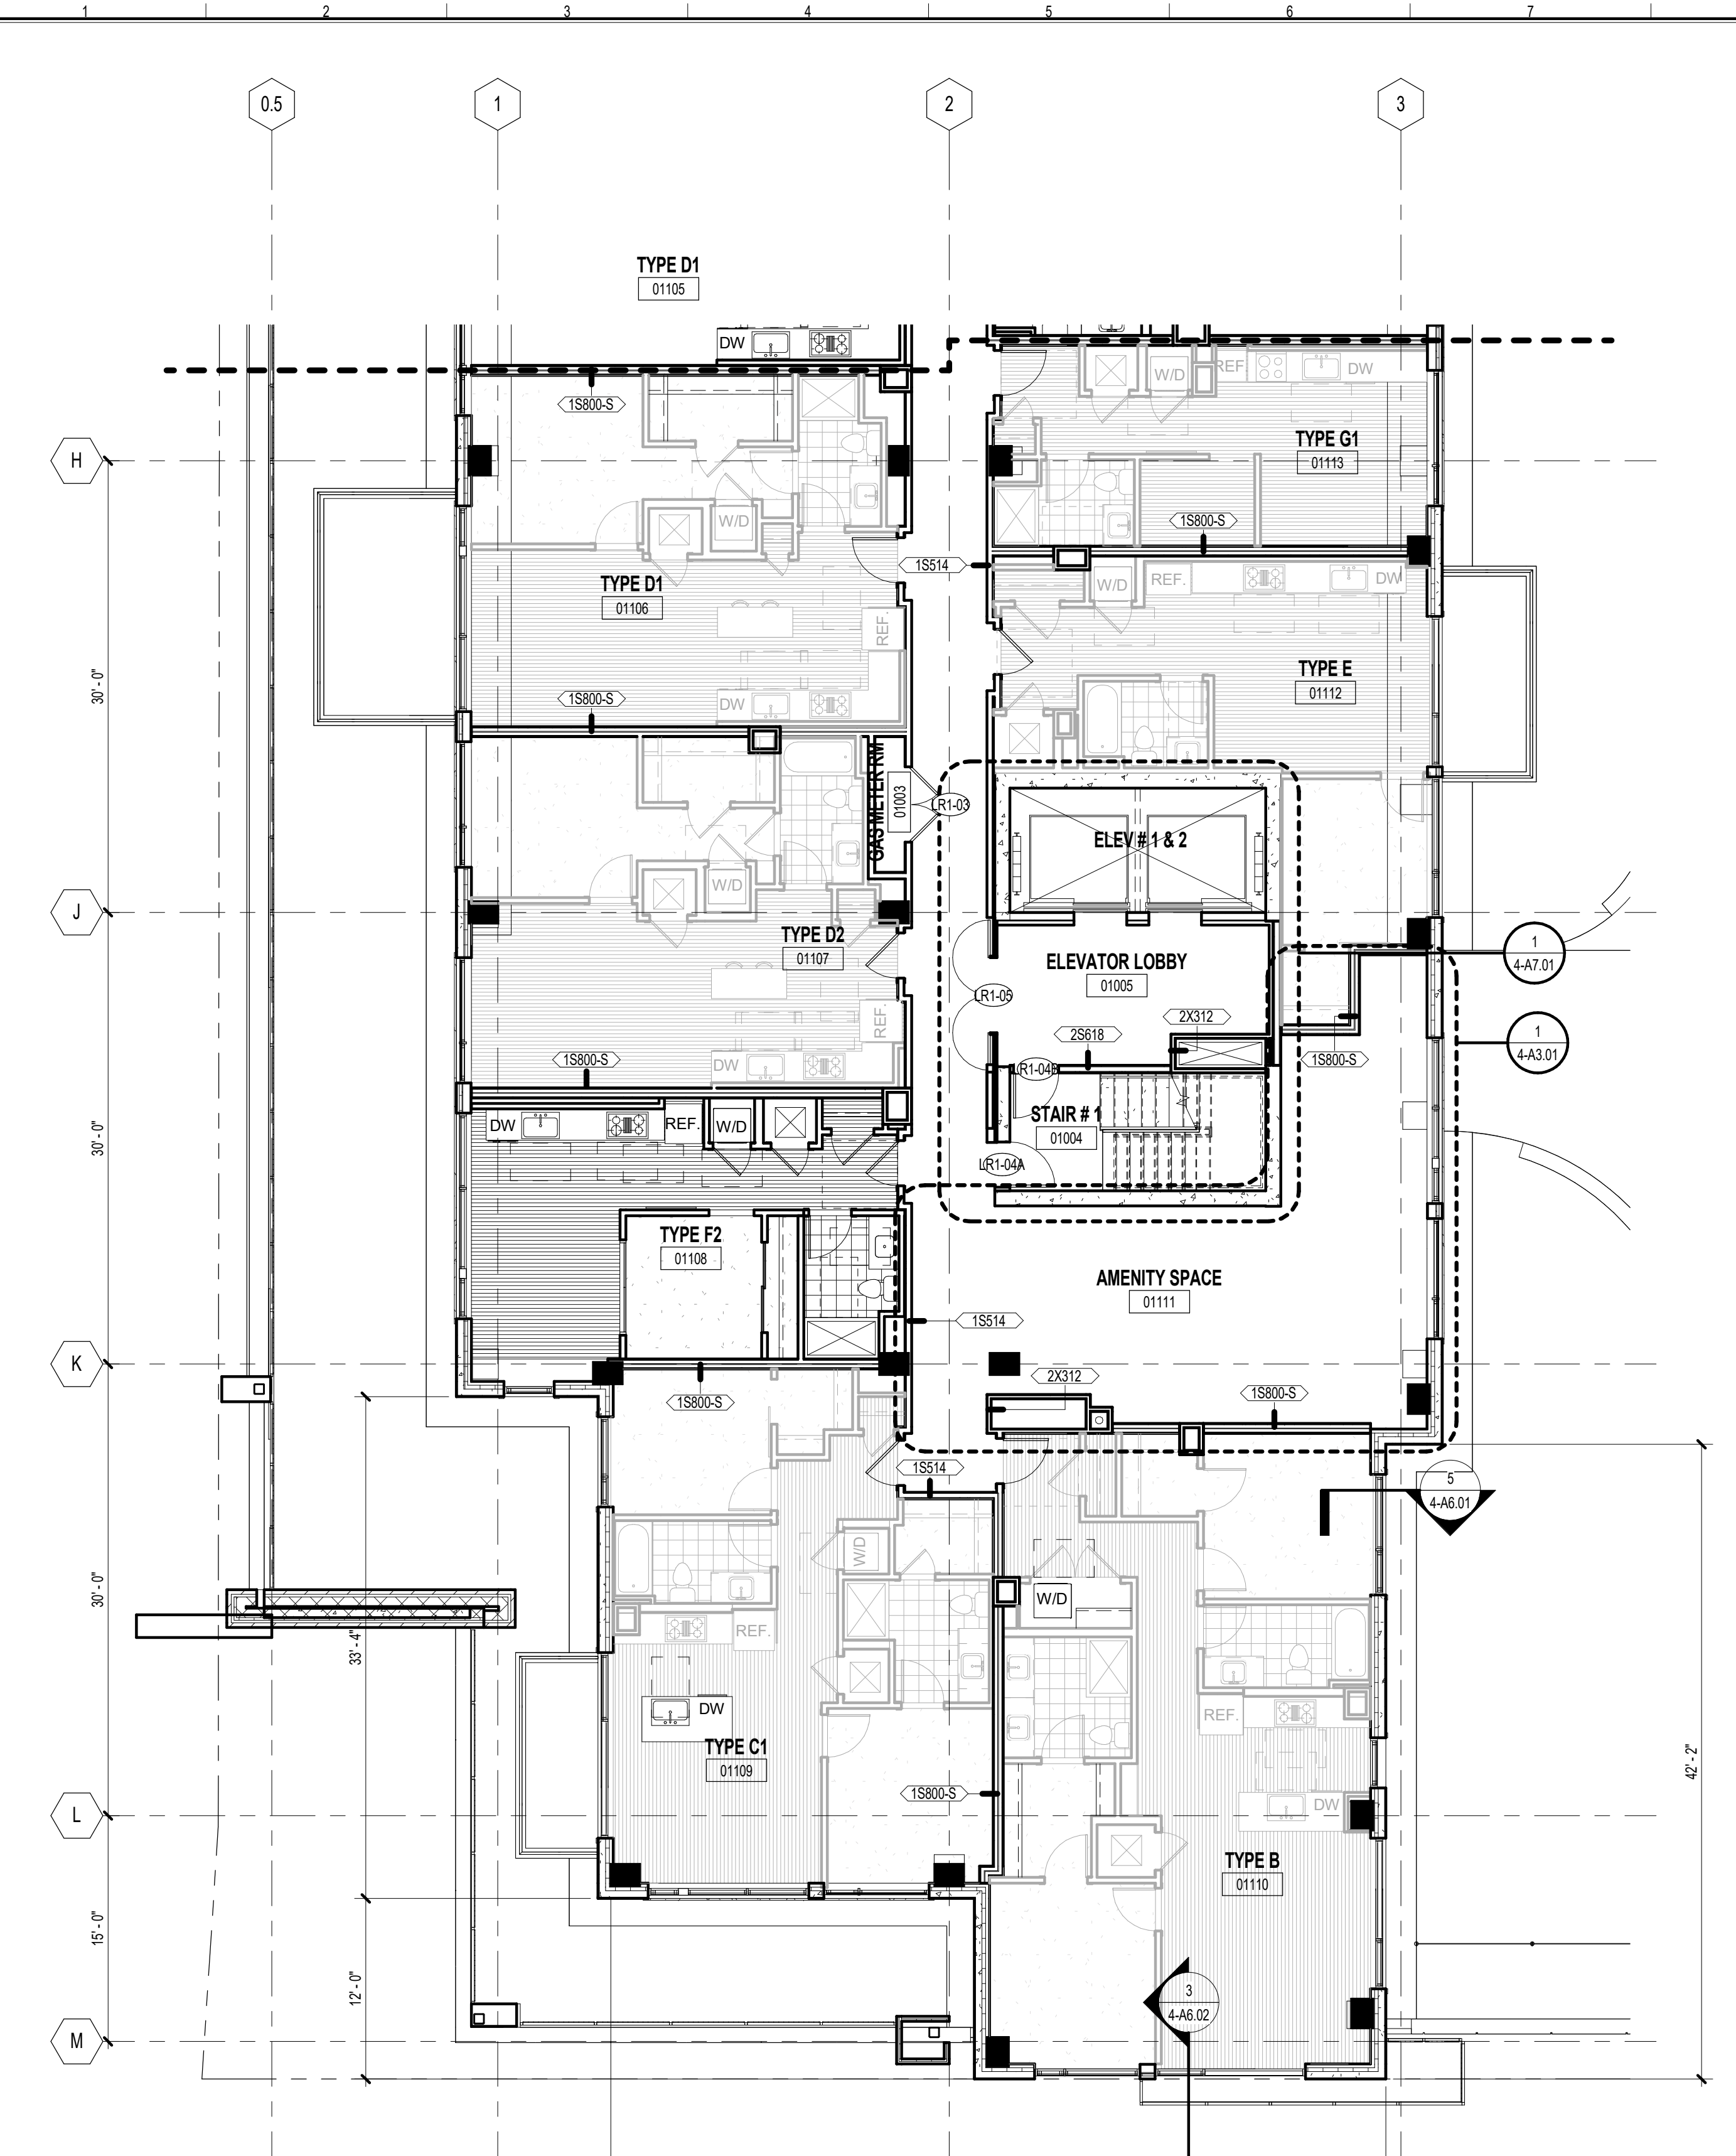 1 2 3 4 5 6 7
0.5 1 2 3
TYPE D1
01105
DW
REF.
W/D
DW
1S800-S
H
TYPE G1
01113
W/D
1S800-S
1S514
W/D
REF.
DW
TYPE D1
01106
REF.
TYPE E
01112
30' - 0"
1S800-S
DW
GAS METER RM
01003
LR1-03
ELEV # 1 & 2
W/D
J
TYPE D2
01107
1
4-A7.01
ELEVATOR LOBBY
01005
LR1-05
REF.
2X312
2S618
1
4-A3.01
1S800-S
DW
1S800-S
LR1-04B
STAIR # 1
01004
DW
REF.
W/D
30' - 0"
LR1-04A
TYPE F2
01108
AMENITY SPACE
01111
1S514
K
2X312
1S800-S
1S800-S
1S514
5
4-A6.01
W/D
30' - 0"
W/D
REF.
33' - 4"
DW
REF.
TYPE C1
01109
42' - 2"
1S800-S
DW
L
TYPE B
01110
15' - 0"
12' - 0"
3
4-A6.02
M